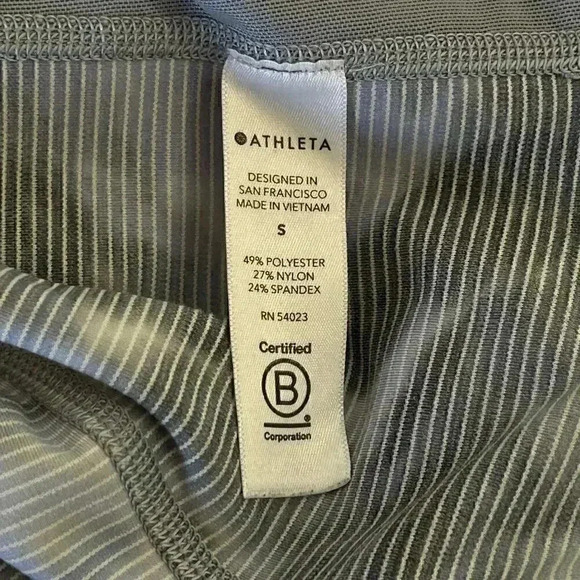 ATHLETA
DESIGNED IN
SAN FRANCISCO
MADE IN VIETNAM
S
49% POLYESTER
27% NYLON
24% SPANDEX
RN 54023
Certified
B
Corporation